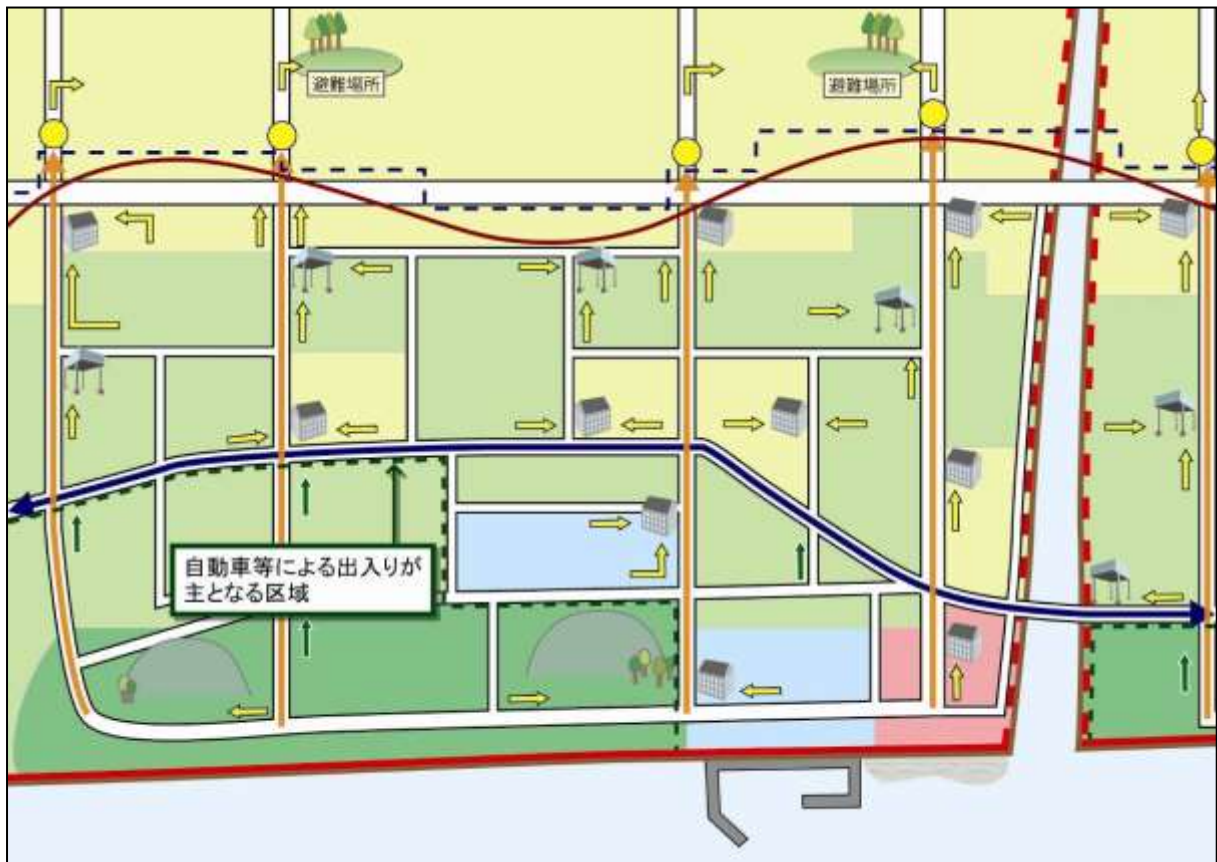 避難場所
避難場所
自動車等による出入りが
主となる区域